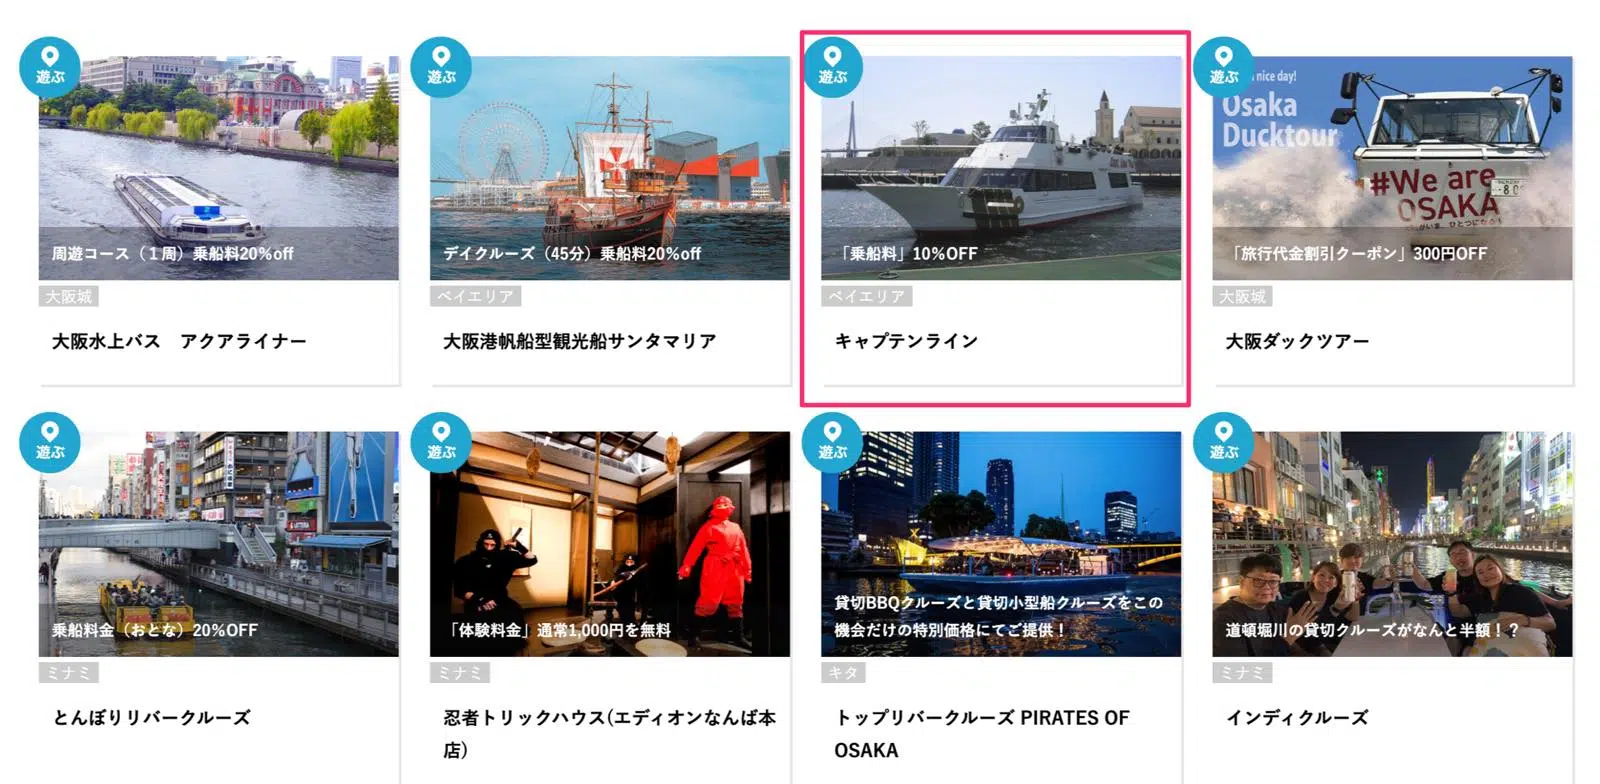 遊ぶ
遊ぶ
遊ぶ
遊ぶ
nice day!
Osaka
Ducktour
#We are
OSAKA
周遊コース（１周）乗船料20%off
デイクルーズ（45分）乗船料20%off
「乗船料」10%OFF
「旅行代金割引クーポン」300円OFF
大阪城
ベイエリア
ベイエリア
大阪城
大阪水上バス　アクアライナー
大阪港帆船型観光船サンタマリア
キャプテンライン
大阪ダックツアー
遊ぶ
遊ぶ
遊ぶ
遊ぶ
乗船料金（おとな）20%OFF
「体験料金」通常1,000円を無料
貸切BBQクルーズと貸切小型船クルーズをこの
機会だけの特別価格にてご提供！
道頓堀川の貸切クルーズがなんと半額！？
ミナミ
ミナミ
キタ
ミナミ
とんぼりリバークルーズ
忍者トリックハウス(エディオンなんば本
店)
トップリバークルーズ PIRATES OF
OSAKA
インディクルーズ